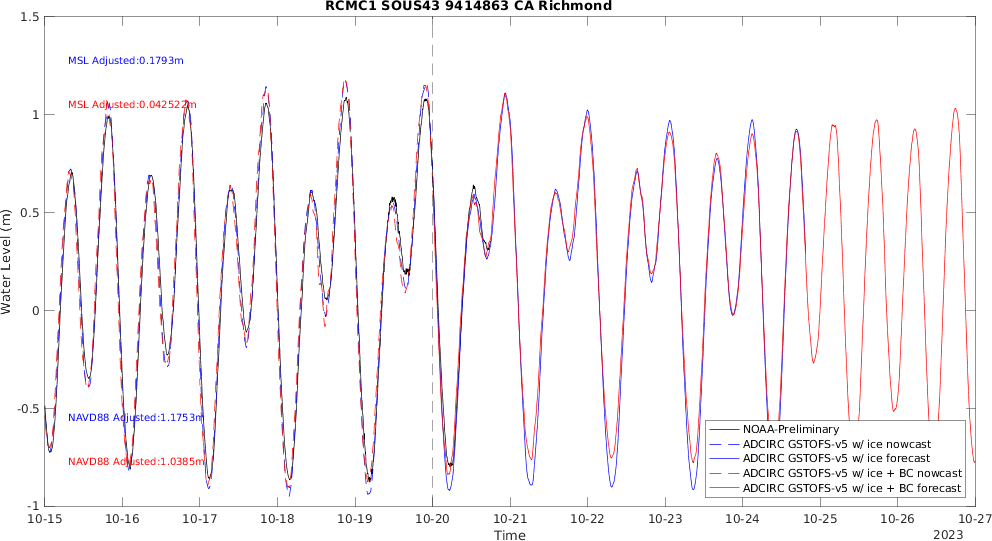 RCMC1 SOUS43 9414863 CA Richmond
1.5
1
0.5
0
-0.5
-1
Water Level (m)
MSL Adjusted:0.1793m
MSL Adjusted:0.042522m
NAVD88 Adjusted:1.1753m
NAVD88 Adjusted:1.0385m
NOAA-Preliminary
ADCIRC GSTOFS-v5 w/ ice nowcast
ADCIRC GSTOFS-v5 w/ ice forecast
ADCIRC GSTOFS-v5 w/ ice + BC nowcast
ADCIRC GSTOFS-v5 w/ ice + BC forecast
10-15 10-16 10-17 10-18 10-19 10-20 10-21 10-22 10-23 10-24 10-25 10-26 10-27
Time
2023